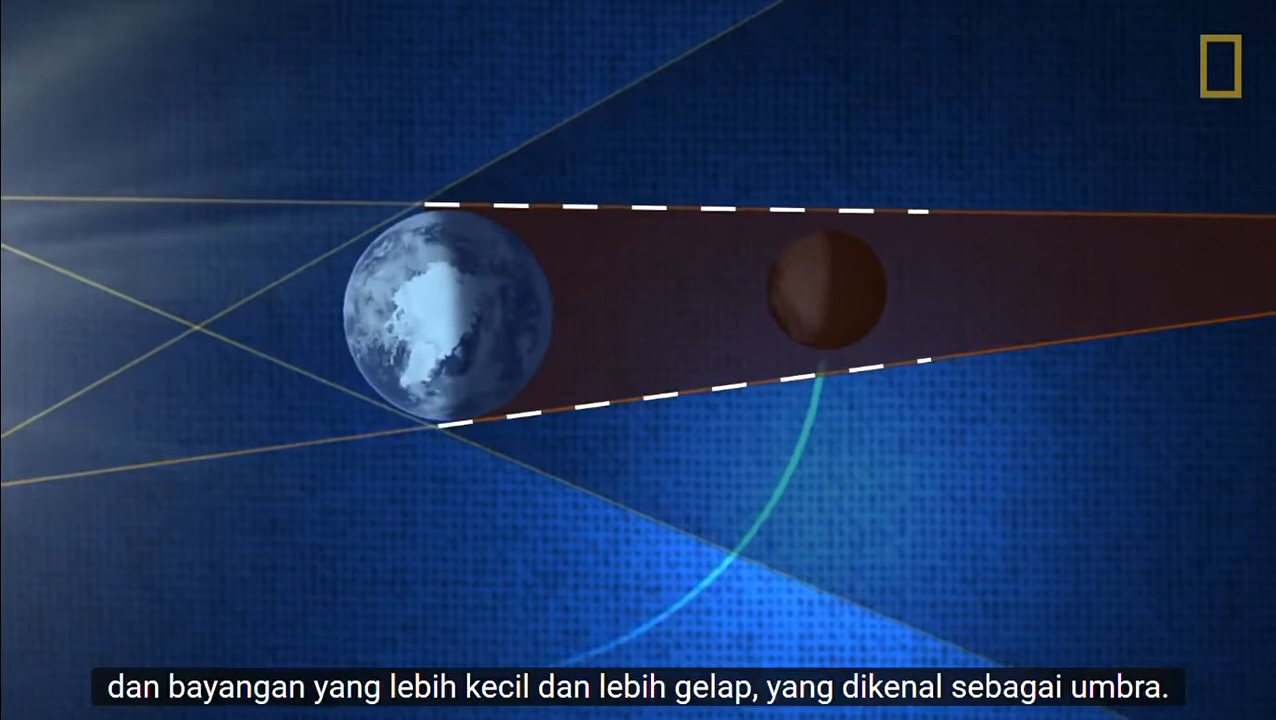 dan bayangan yang lebih kecil dan lebih gelap, yang dikenal sebagai umbra.